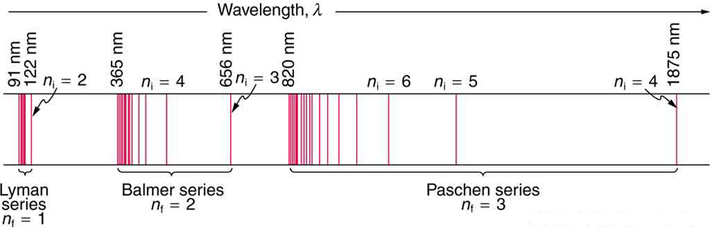 Wavelength, λ
91 nm
122 nm
365 nm
656 nm
820 nm
1875 nm
nᵢ = 2
nᵢ = 4
nᵢ = 3
nᵢ = 6
nᵢ = 5
nᵢ = 4
Lyman
series
n_f = 1
Balmer series
n_f = 2
Paschen series
n_f = 3